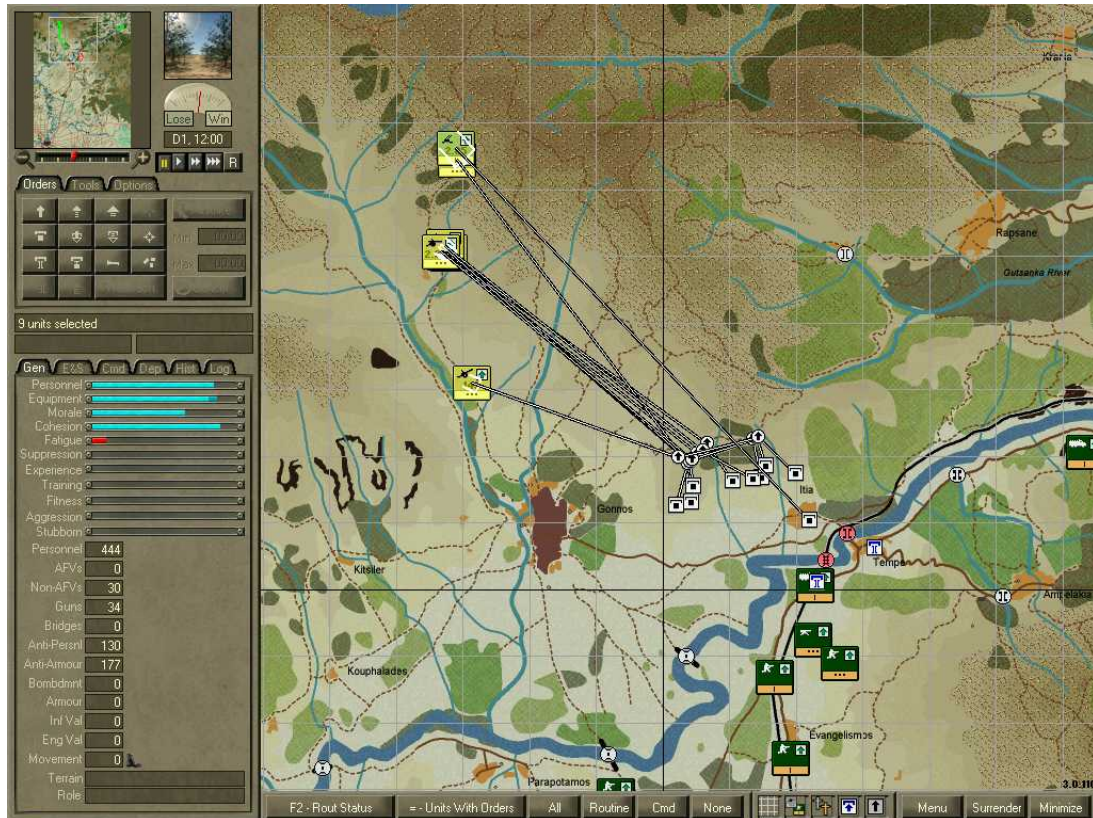 Lose Win
D1, 12:00
R
Orders Tools Options
9 units selected
Gen E&S Cmd Dep Hist Log
Personnel
Equipment
Morale
Cohesion
Fatigue
Suppression
Experience
Training
Fitness
Aggression
Stubborn
Personnel 444
AFVs 0
Non-AFVs 30
Guns 34
Bridges 0
Anti-Persnl 130
Anti-Armour 177
Bombdmnt 0
Armour 0
Inf Val 0
Eng Val 0
Movement 0
Terrain
Role
Rapsane
Gutsanka River
Itia
Gonnos
Tempe
Kitsiler
Ampelakia
Kouphalades
Evangelismos
Parapotamos
F2 - Rout Status
= - Units With Orders
All
Routine
Cmd
None
Menu
Surrender
Minimize